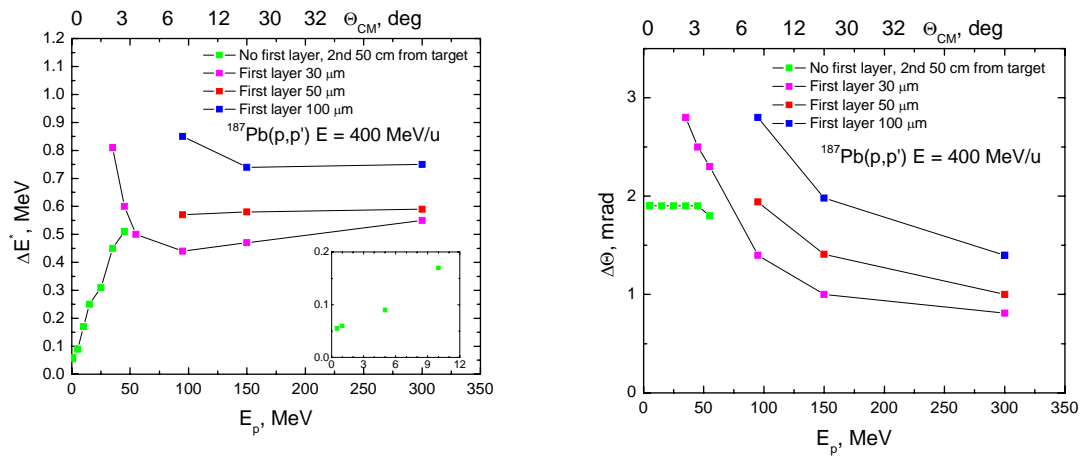 0 3 6 12 30 32 ΘCM, deg
1.2
1.1
1.0
0.9
0.8
0.7
0.6
0.5
0.4
0.3
0.2
0.1
0.0
ΔE*, MeV
No first layer, 2nd 50 cm from target
First layer 30 μm
First layer 50 μm
First layer 100 μm
187Pb(p,p') E = 400 MeV/u
0.2
0.1
0.0
0 3 6 9 12
0 50 100 150 200 250 300 350
Ep, MeV
0 3 6 12 30 32 ΘCM, deg
3
2
1
0
ΔΘ, mrad
No first layer, 2nd 50 cm from target
First layer 30 μm
First layer 50 μm
First layer 100 μm
187Pb(p,p') E = 400 MeV/u
0 50 100 150 200 250 300 350
Ep, MeV